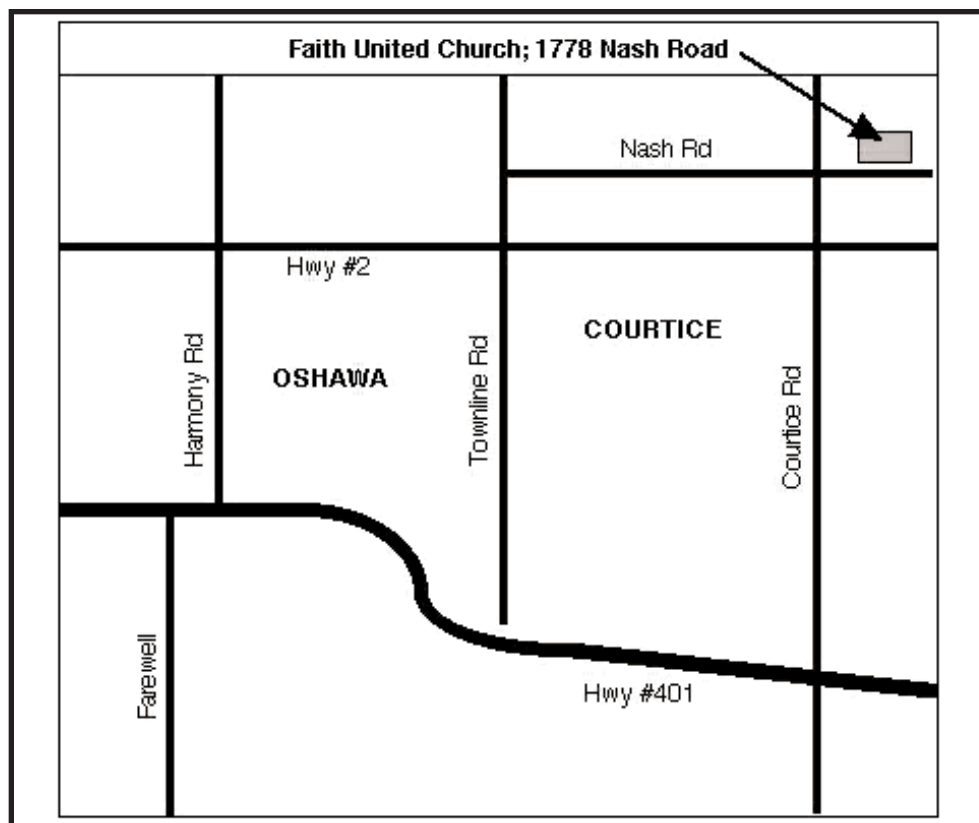 Faith United Church; 1778 Nash Road
Nash Rd
Hwy #2
COURTICE
OSHAWA
Harmony Rd
Townline Rd
Courtice Rd
Farewell
Hwy #401